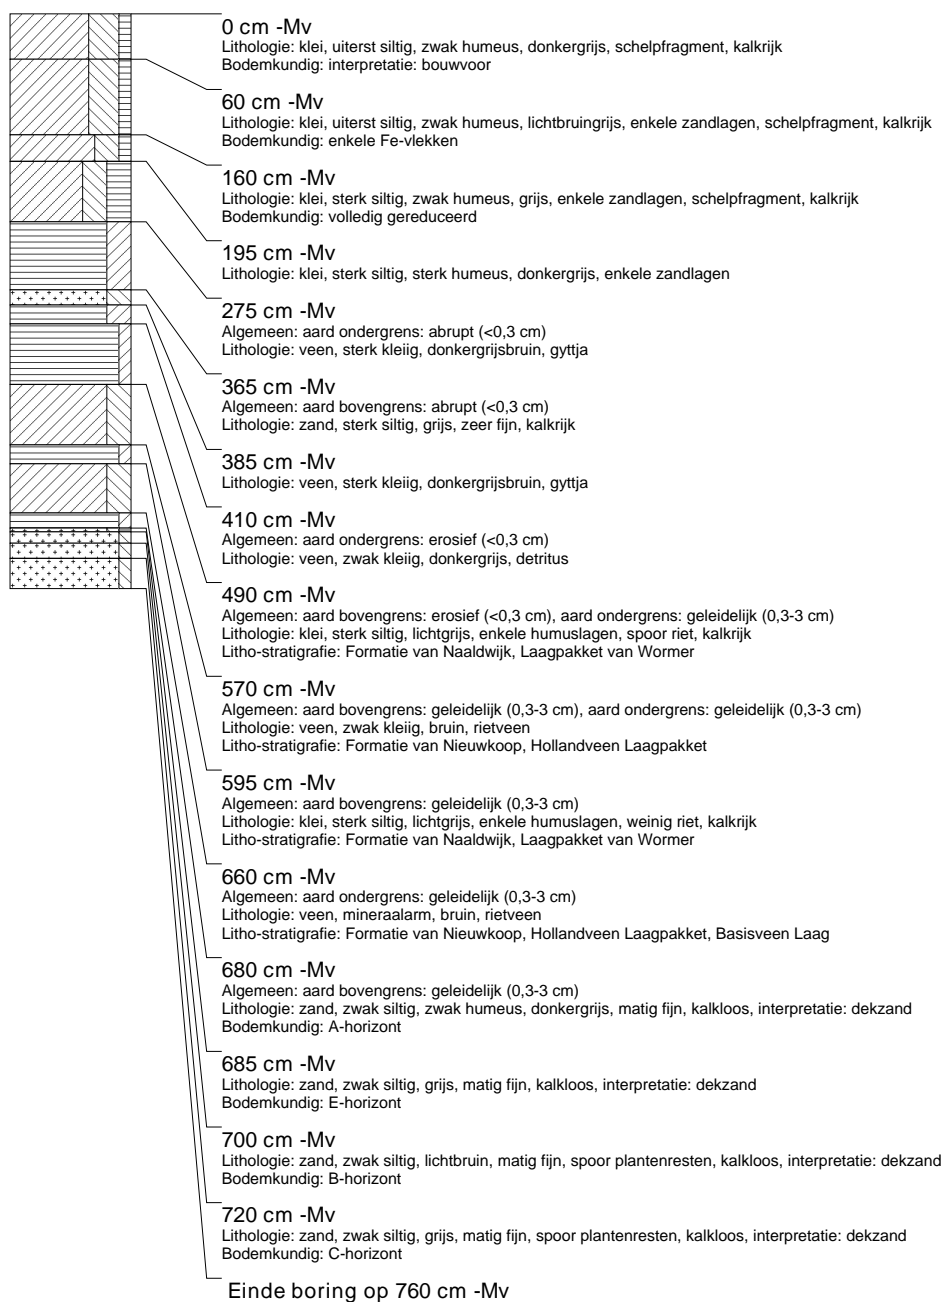 0 cm -Mv
Lithologie: klei, uiterst siltig, zwak humeus, donkergrijs, schelpfragment, kalkrijk
Bodemkundig: interpretatie: bouwvoor
60 cm -Mv
Lithologie: klei, uiterst siltig, zwak humeus, lichtbruingrijs, enkele zandlagen, schelpfragment, kalkrijk
Bodemkundig: enkele Fe-vlekken
160 cm -Mv
Lithologie: klei, sterk siltig, zwak humeus, grijs, enkele zandlagen, schelpfragment, kalkrijk
Bodemkundig: volledig gereduceerd
195 cm -Mv
Lithologie: klei, sterk siltig, sterk humeus, donkergrijs, enkele zandlagen
275 cm -Mv
Algemeen: aard ondergrens: abrupt (<0,3 cm)
Lithologie: veen, sterk kleiig, donkergrijsbruin, gyttja
365 cm -Mv
Algemeen: aard bovengrens: abrupt (<0,3 cm)
Lithologie: zand, sterk siltig, grijs, zeer fijn, kalkrijk
385 cm -Mv
Lithologie: veen, sterk kleiig, donkergrijsbruin, gyttja
410 cm -Mv
Algemeen: aard ondergrens: erosief (<0,3 cm)
Lithologie: veen, zwak kleiig, donkergrijs, detritus
490 cm -Mv
Algemeen: aard bovengrens: erosief (<0,3 cm), aard ondergrens: geleidelijk (0,3-3 cm)
Lithologie: klei, sterk siltig, lichtgrijs, enkele humuslagen, spoor riet, kalkrijk
Litho-stratigrafie: Formatie van Naaldwijk, Laagpakket van Wormer
570 cm -Mv
Algemeen: aard bovengrens: geleidelijk (0,3-3 cm), aard ondergrens: geleidelijk (0,3-3 cm)
Lithologie: veen, zwak kleiig, bruin, rietveen
Litho-stratigrafie: Formatie van Nieuwkoop, Hollandveen Laagpakket
595 cm -Mv
Algemeen: aard bovengrens: geleidelijk (0,3-3 cm)
Lithologie: klei, sterk siltig, lichtgrijs, enkele humuslagen, weinig riet, kalkrijk
Litho-stratigrafie: Formatie van Naaldwijk, Laagpakket van Wormer
660 cm -Mv
Algemeen: aard ondergrens: geleidelijk (0,3-3 cm)
Lithologie: veen, mineraalarm, bruin, rietveen
Litho-stratigrafie: Formatie van Nieuwkoop, Hollandveen Laagpakket, Basisveen Laag
680 cm -Mv
Algemeen: aard bovengrens: geleidelijk (0,3-3 cm)
Lithologie: zand, zwak siltig, zwak humeus, donkergrijs, matig fijn, kalkloos, interpretatie: dekzand
Bodemkundig: A-horizont
685 cm -Mv
Lithologie: zand, zwak siltig, grijs, matig fijn, kalkloos, interpretatie: dekzand
Bodemkundig: E-horizont
700 cm -Mv
Lithologie: zand, zwak siltig, lichtbruin, matig fijn, spoor plantenresten, kalkloos, interpretatie: dekzand
Bodemkundig: B-horizont
720 cm -Mv
Lithologie: zand, zwak siltig, grijs, matig fijn, spoor plantenresten, kalkloos, interpretatie: dekzand
Bodemkundig: C-horizont
Einde boring op 760 cm -Mv